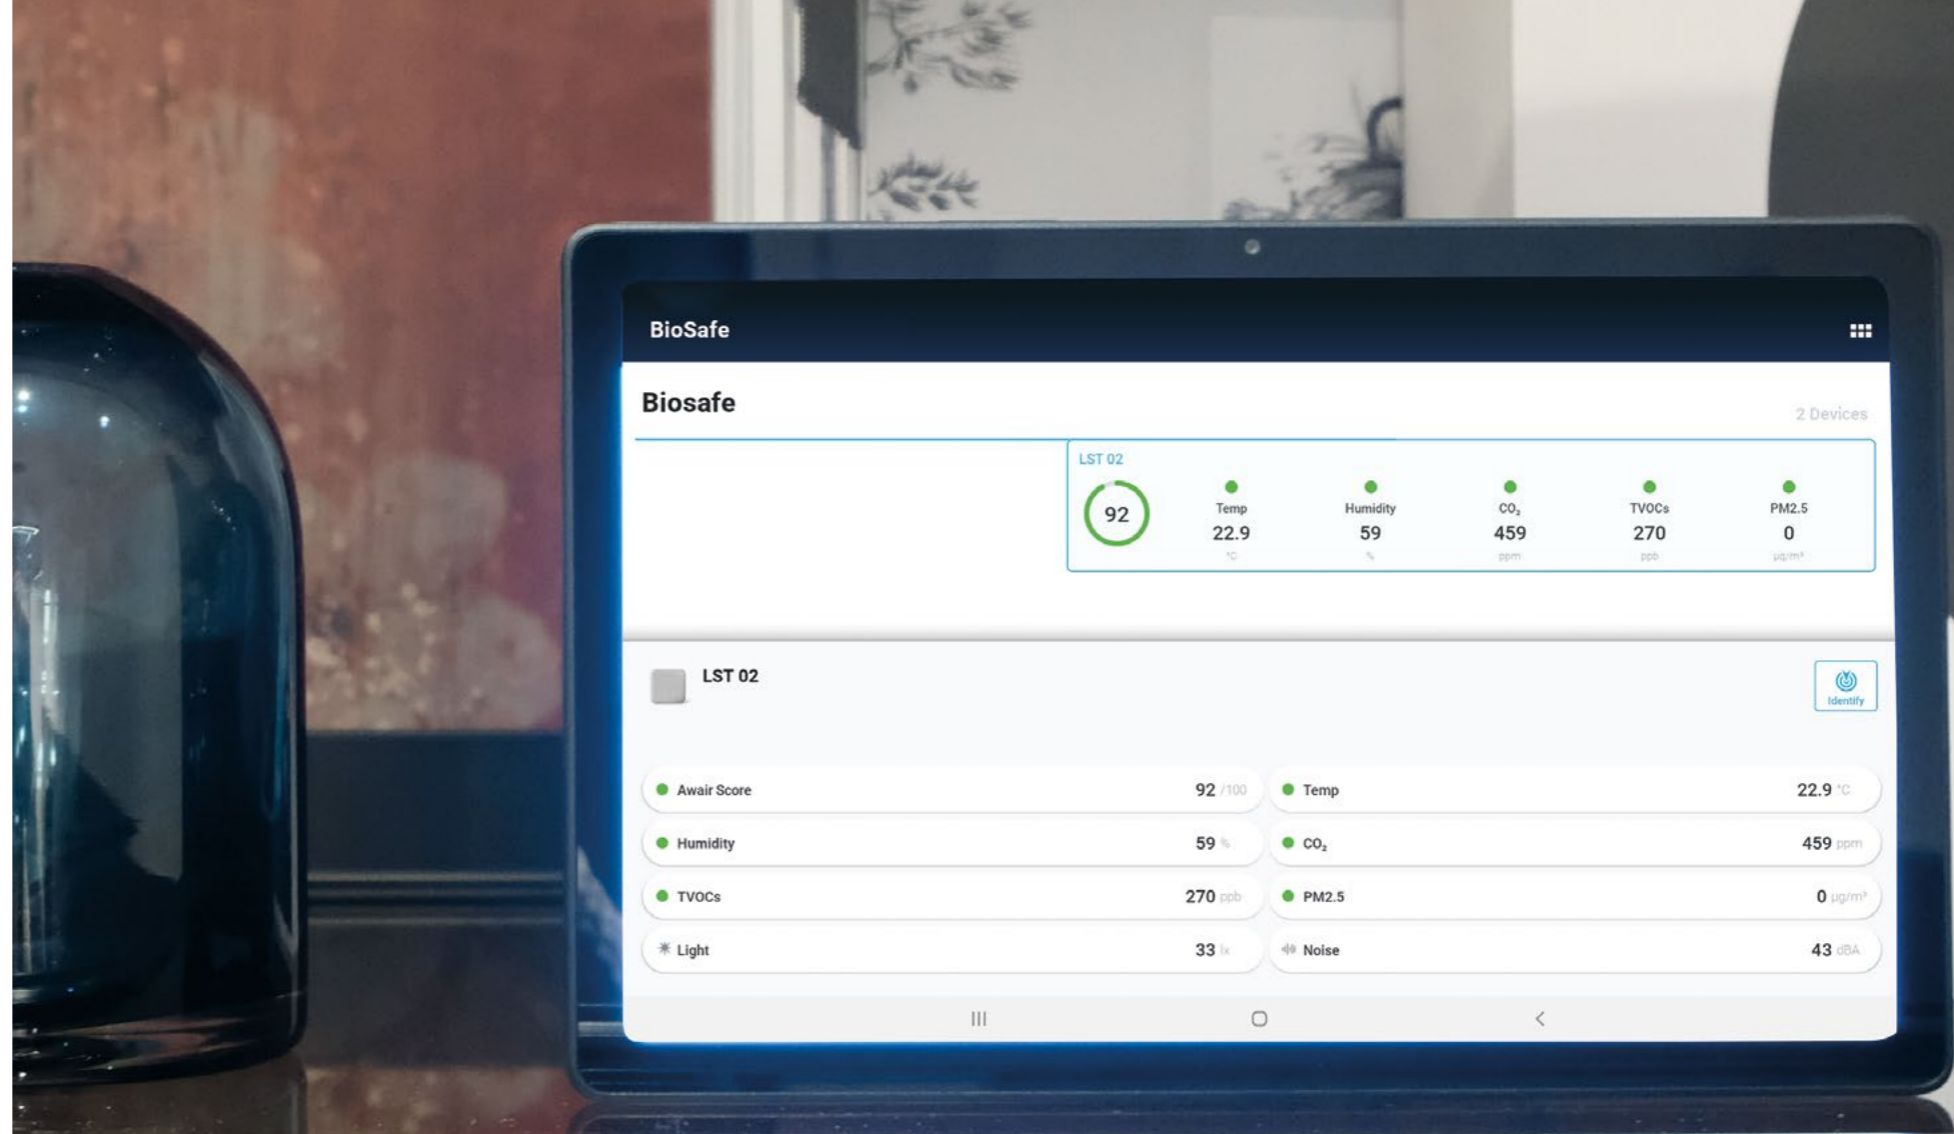 BioSafe
Biosafe
2 Devices
LST 02
92
Temp
22.9
°C
Humidity
59
%
CO₂
459
ppm
TVOCs
270
ppb
PM2.5
0
µg/m³
LST 02
Identify
Awair Score 92 /100
Temp 22.9 °C
Humidity 59 %
CO₂ 459 ppm
TVOCs 270 ppb
PM2.5 0 µg/m³
Light 33 lx
Noise 43 dBA